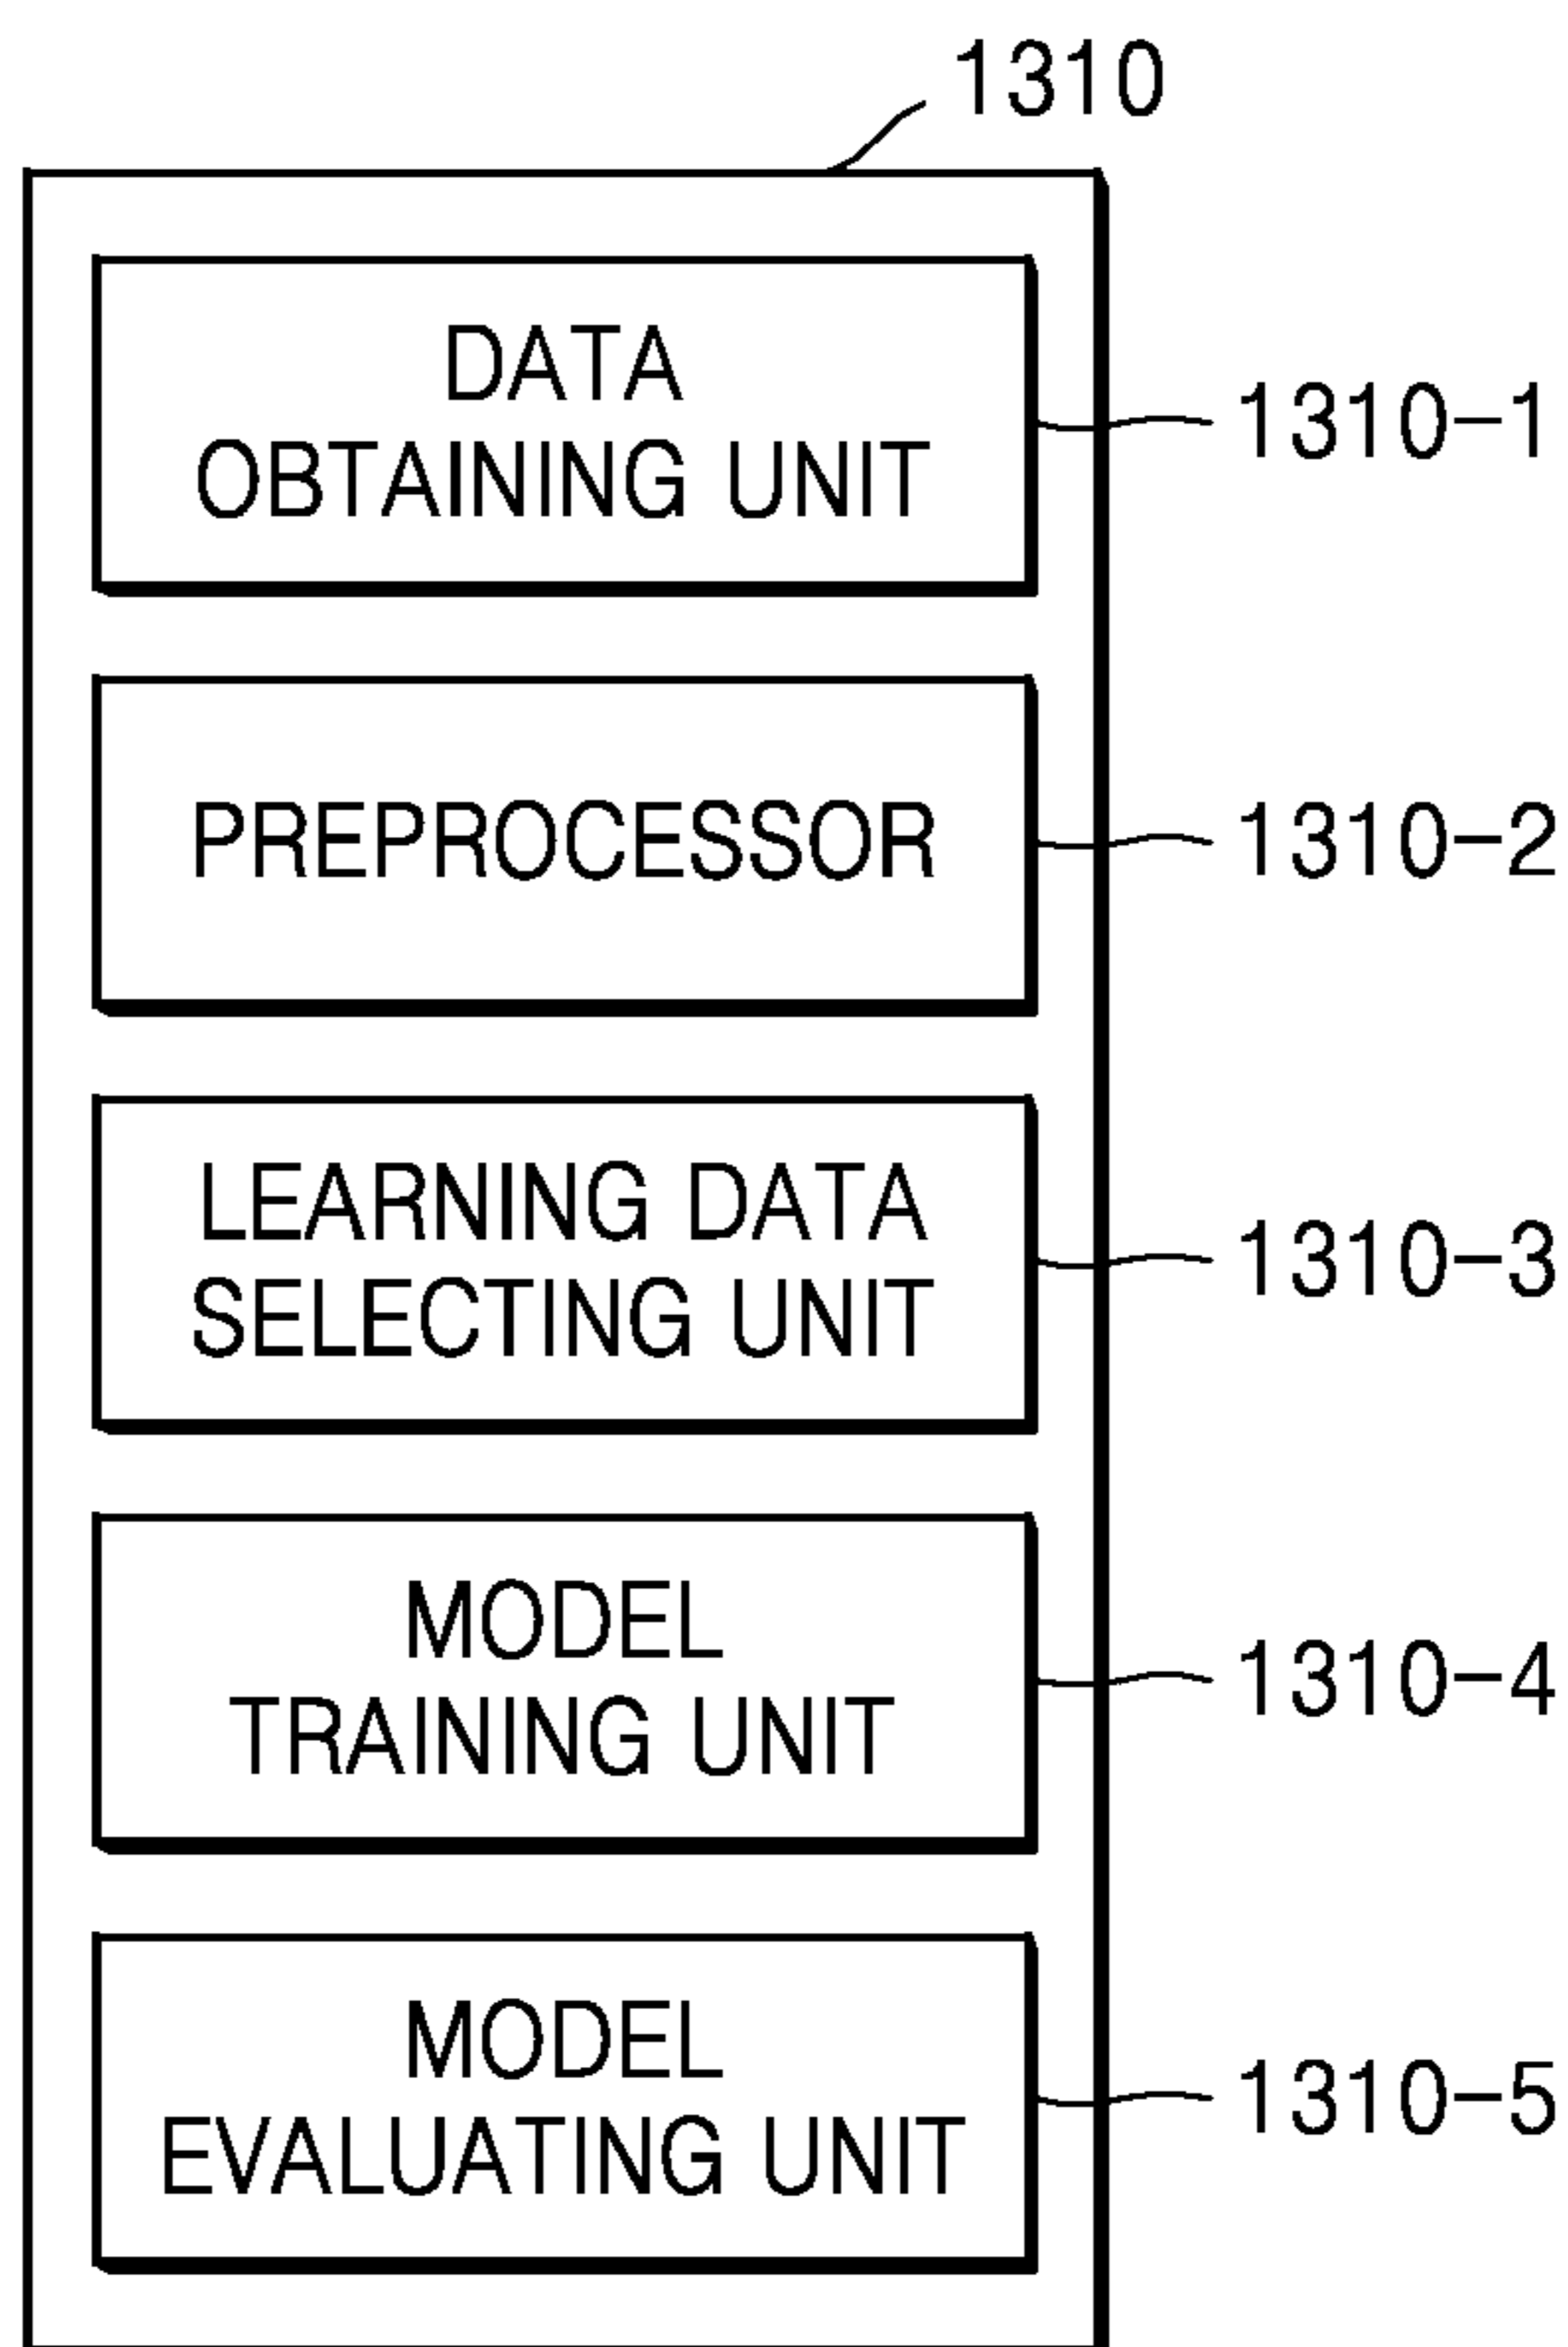 1310
DATA
OBTAINING UNIT
1310-1
PREPROCESSOR
1310-2
LEARNING DATA
SELECTING UNIT
1310-3
MODEL
TRAINING UNIT
1310-4
MODEL
EVALUATING UNIT
1310-5